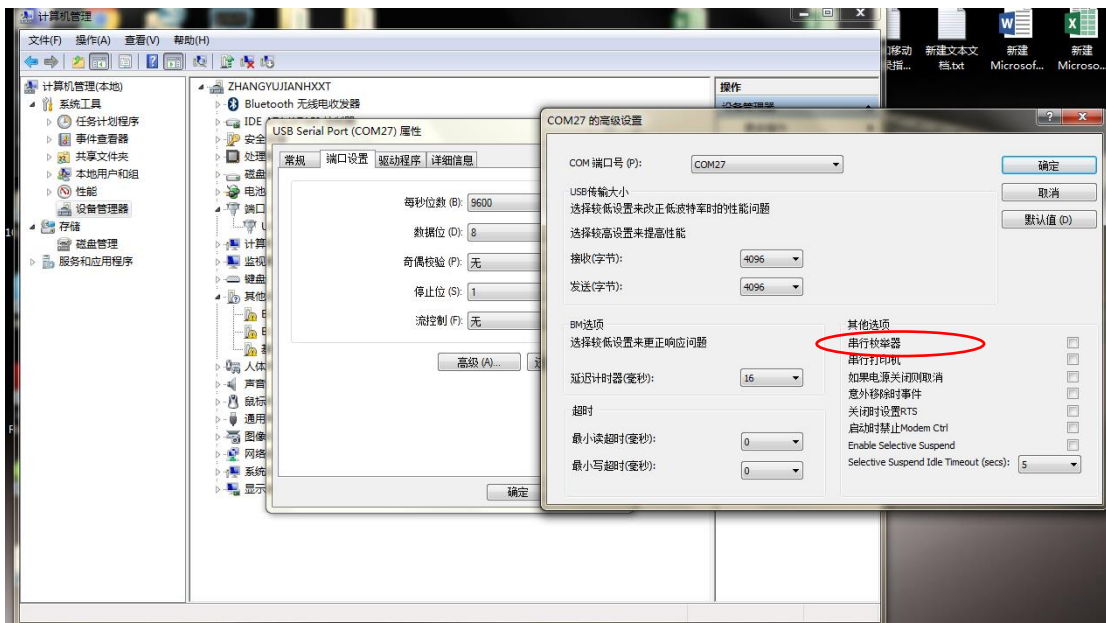 计算机管理
文件(F) 操作(A) 查看(V) 帮助(H)
计算机管理(本地)
系统工具
任务计划程序
事件查看器
共享文件夹
本地用户和组
性能
设备管理器
存储
磁盘管理
服务和应用程序
ZHANGYUJIANHXXT
Bluetooth 无线电收发器
IDE
安全
处理
磁盘
电池
端口
计算
监视
键盘
其他
人体
声音
鼠标
通用
图像
网络
系统
显示
操作
USB Serial Port (COM27) 属性
常规 端口设置 驱动程序 详细信息
每秒位数 (B): 9600
数据位 (D): 8
奇偶校验 (P): 无
停止位 (S): 1
流控制 (F): 无
高级 (A)...
确定
COM27 的高级设置
COM 端口号 (P): COM27
确定
取消
默认值 (D)
USB传输大小
选择较低设置来改正低波特率时的性能问题
选择较高设置来提高性能
接收(字节): 4096
发送(字节): 4096
BM选项
选择较低设置来更正响应问题
延迟计时器(毫秒): 16
超时
最小读超时(毫秒): 0
最小写超时(毫秒): 0
其他选项
串行枚举器
串行打印机
如果电源关闭则取消
意外移除时事件
关闭时设置RTS
启动时禁止Modem Ctrl
Enable Selective Suspend
Selective Suspend Idle Timeout (secs): 5
新建文本文
档.txt
新建
Microsof...
新建
Microso...